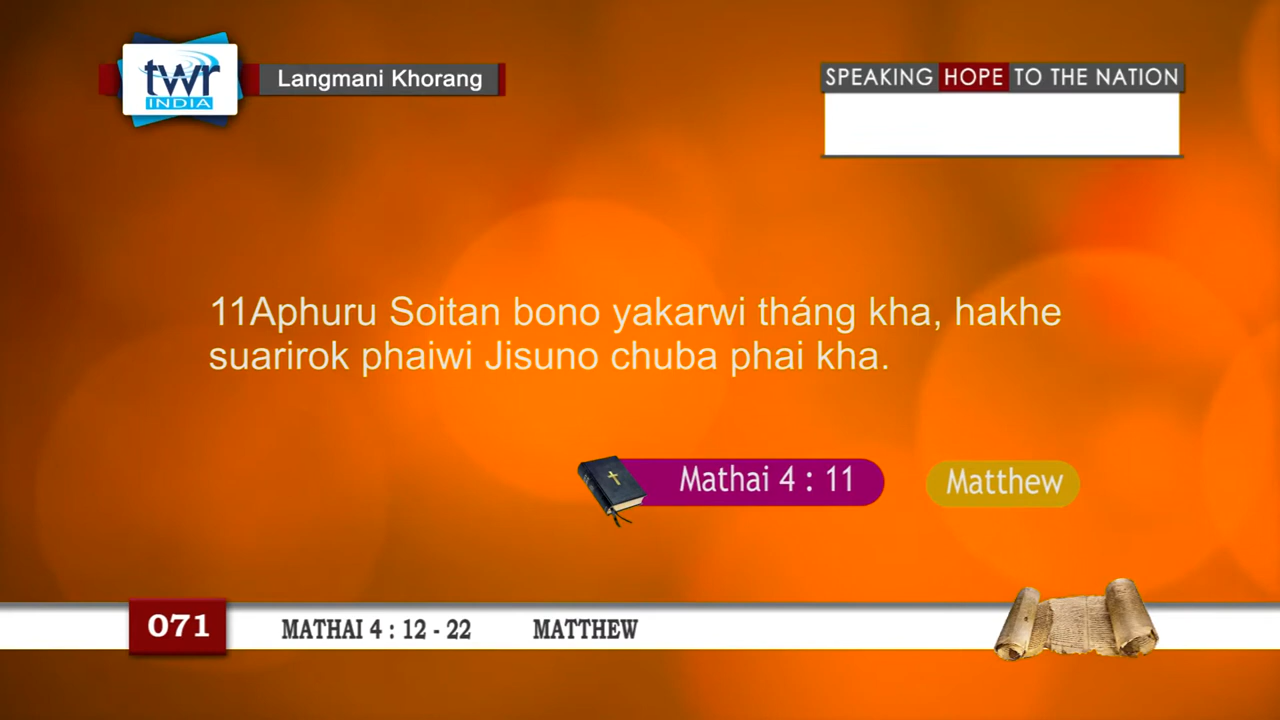 twr
INDIA
Langmani Khorang
SPEAKING HOPE TO THE NATION
11Aphuru Soitan bono yakarwi tháng kha, hakhe
suarirok phaiwi Jisuno chuba phai kha.
Mathai 4 : 11
Matthew
071
MATHAI 4 : 12 - 22
MATTHEW